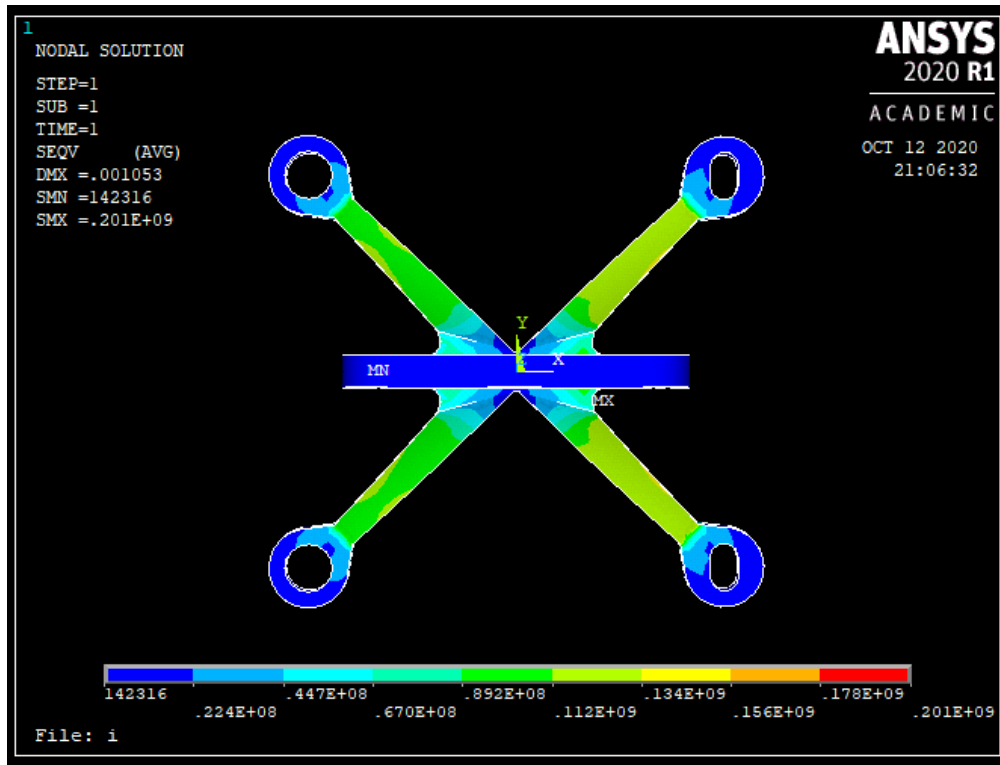 1
NODAL SOLUTION
STEP=1
SUB =1
TIME=1
SEQV (AVG)
DMX =.001053
SMN =142316
SMX =.201E+09
ANSYS
2020 R1
ACADEMIC
OCT 12 2020
21:06:32
Y
X
MN
MX
142316 .447E+08 .892E+08 .134E+09 .178E+09
.224E+08 .670E+08 .112E+09 .156E+09 .201E+09
File: i